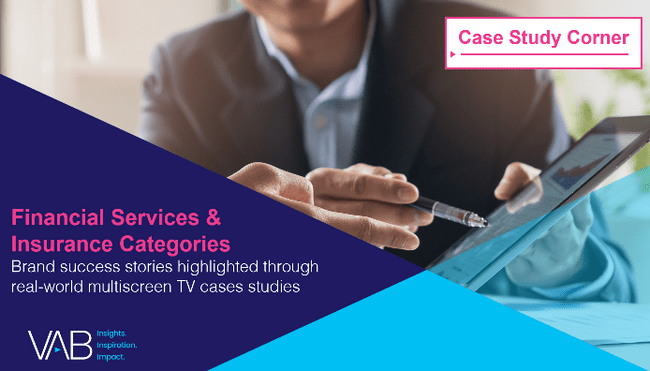 Case Study Corner
Financial Services &
Insurance Categories
Brand success stories highlighted through
real-world multiscreen TV cases studies
VAB
Insights.
Inspiration.
Impact.